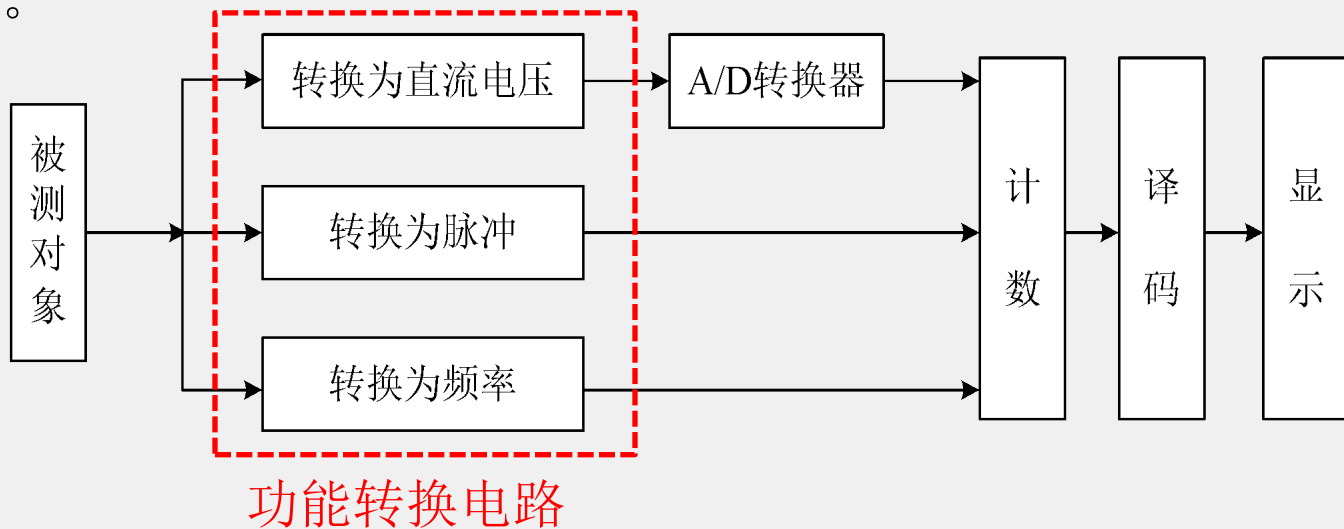 。
转换为直流电压
A/D转换器
被测对象
转换为脉冲
计数
译码
显示
转换为频率
功能转换电路